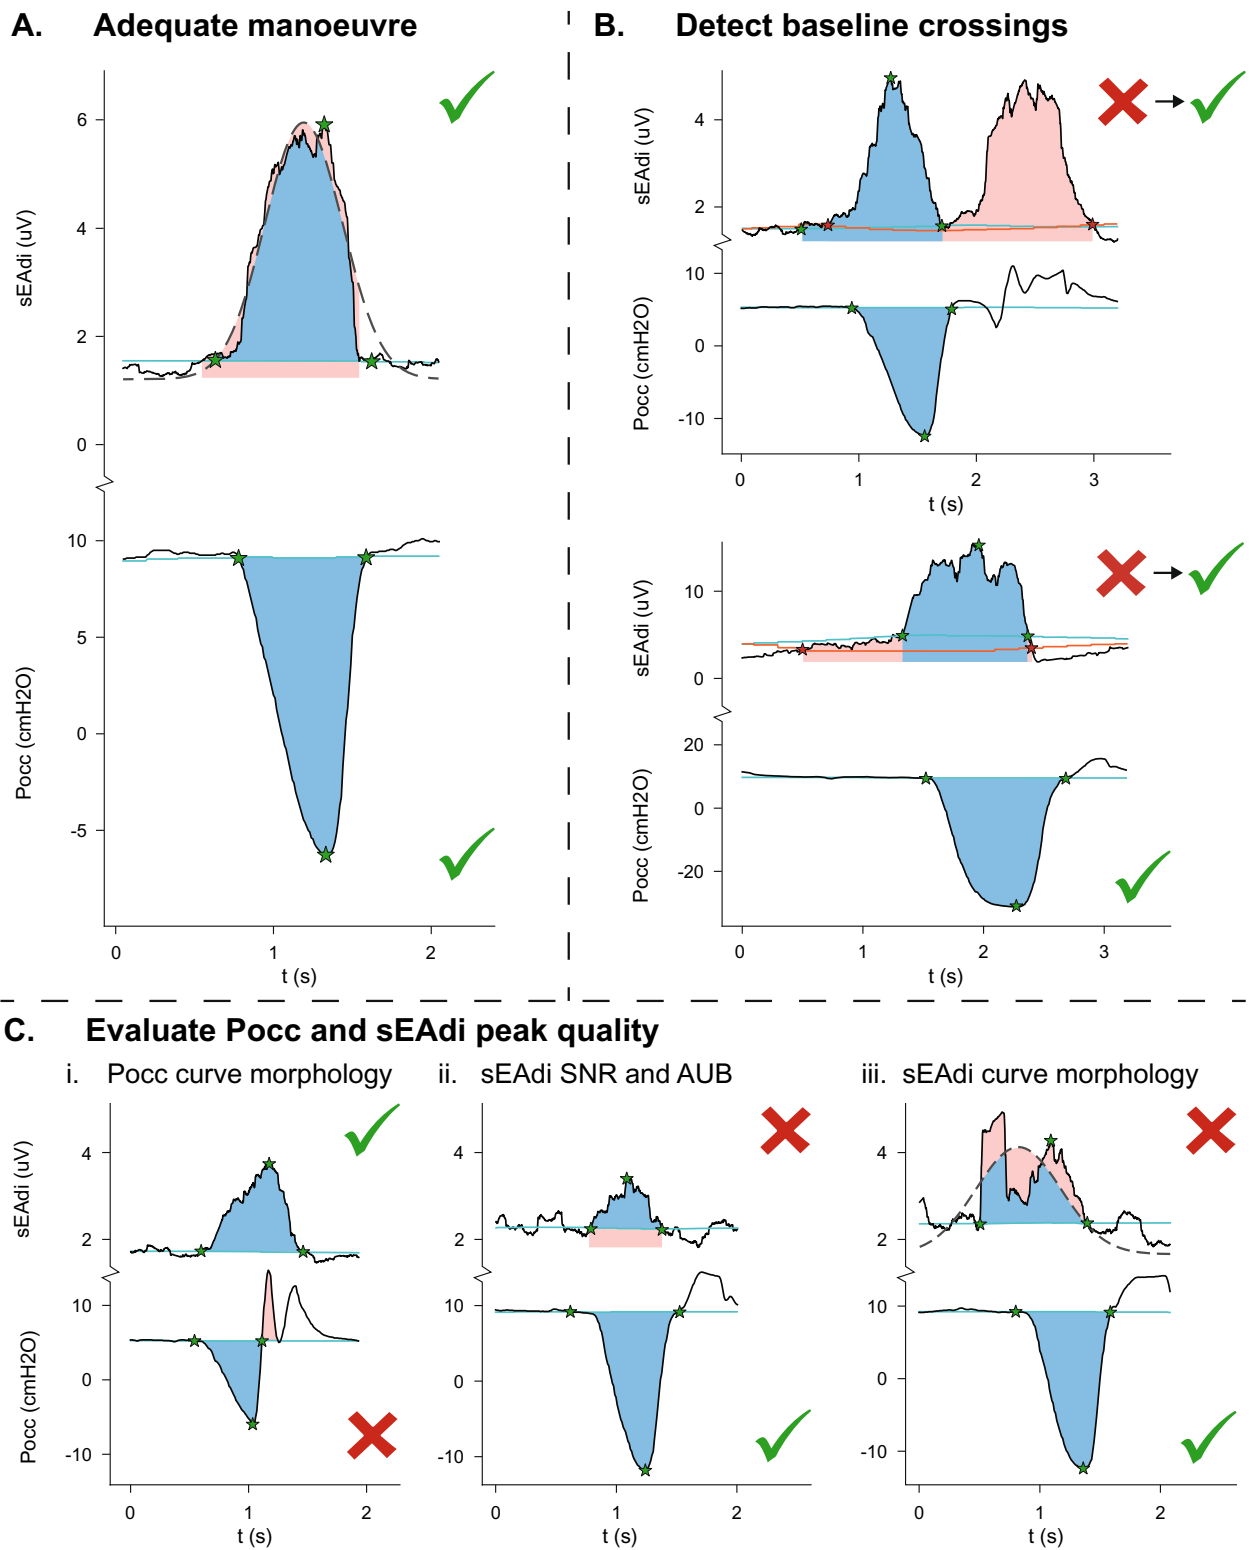 A. Adequate manoeuvre
6
4
2
0
sEAdi (uV)
10
5
0
-5
Pocc (cmH2O)
0 1 2
t (s)
B. Detect baseline crossings
4
2
sEAdi (uV)
10
0
-10
Pocc (cmH2O)
0 1 2 3
t (s)
10
0
sEAdi (uV)
20
0
-20
Pocc (cmH2O)
0 1 2 3
t (s)
C. Evaluate Pocc and sEAdi peak quality
i. Pocc curve morphology
4
2
sEAdi (uV)
10
0
-10
Pocc (cmH2O)
0 1 2
t (s)
ii. sEAdi SNR and AUB
4
2
10
0
-10
0 1 2
t (s)
iii. sEAdi curve morphology
4
2
10
0
-10
0 1 2
t (s)